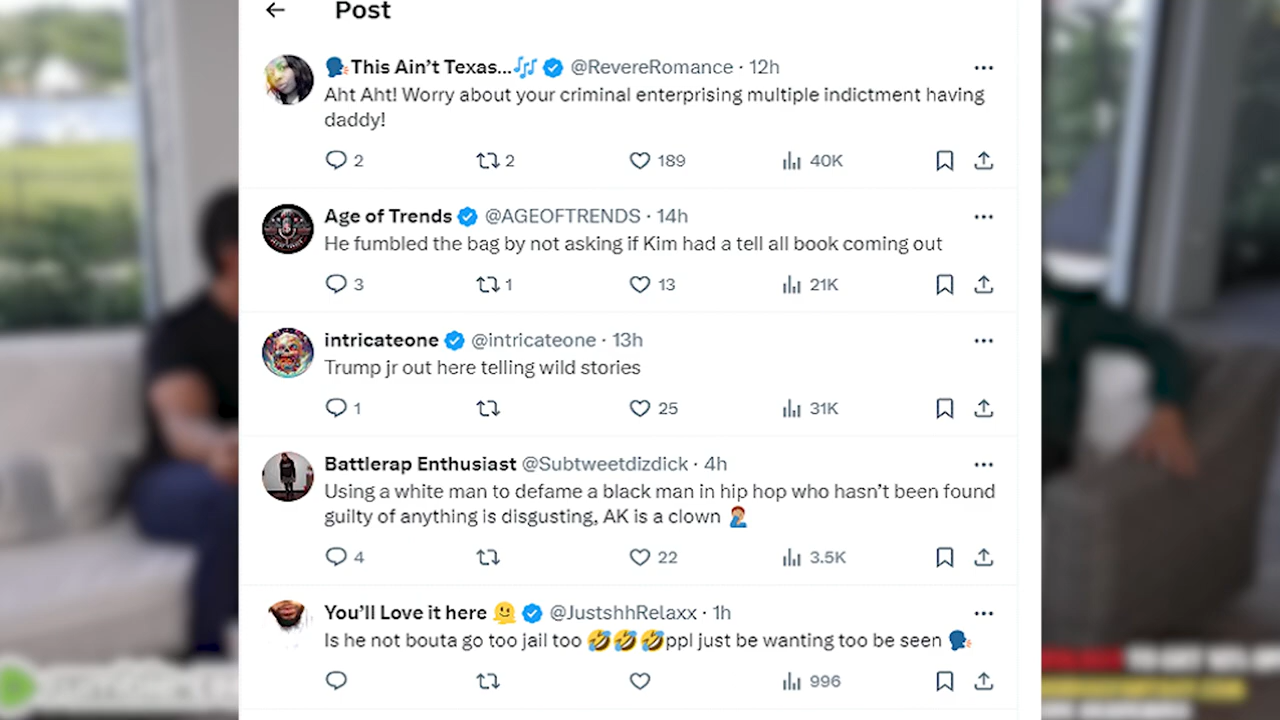 Post
This Ain't Texas... @RevereRomance · 12h
Aht Aht! Worry about your criminal enterprising multiple indictment having
daddy!
2 2 189 40K
Age of Trends @AGEOFTRENDS · 14h
He fumbled the bag by not asking if Kim had a tell all book coming out
3 1 13 21K
intricateone @intricateone · 13h
Trump jr out here telling wild stories
1 25 31K
Battlerap Enthusiast @Subtweetdizdick · 4h
Using a white man to defame a black man in hip hop who hasn't been found
guilty of anything is disgusting, AK is a clown 🤦
4 22 3.5K
You'll Love it here 🫠 @JustshhRelaxx · 1h
Is he not bouta go too jail too 🤣🤣🤣ppl just be wanting too be seen 🗣
996